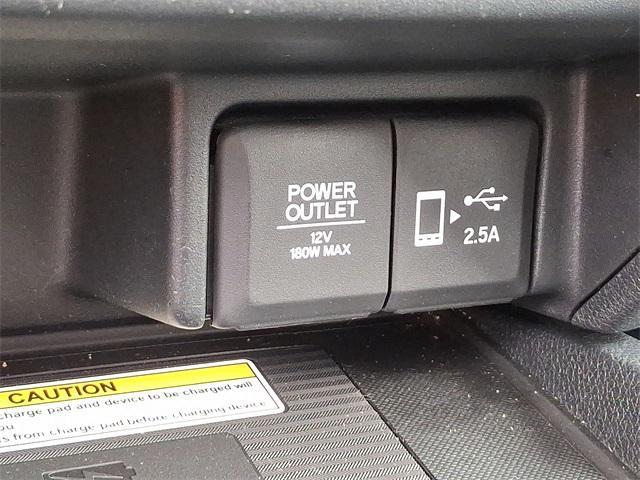 POWER
OUTLET
12V
180W MAX
2.5A
CAUTION
charge pad and device to be charged will
from charge pad before charging device